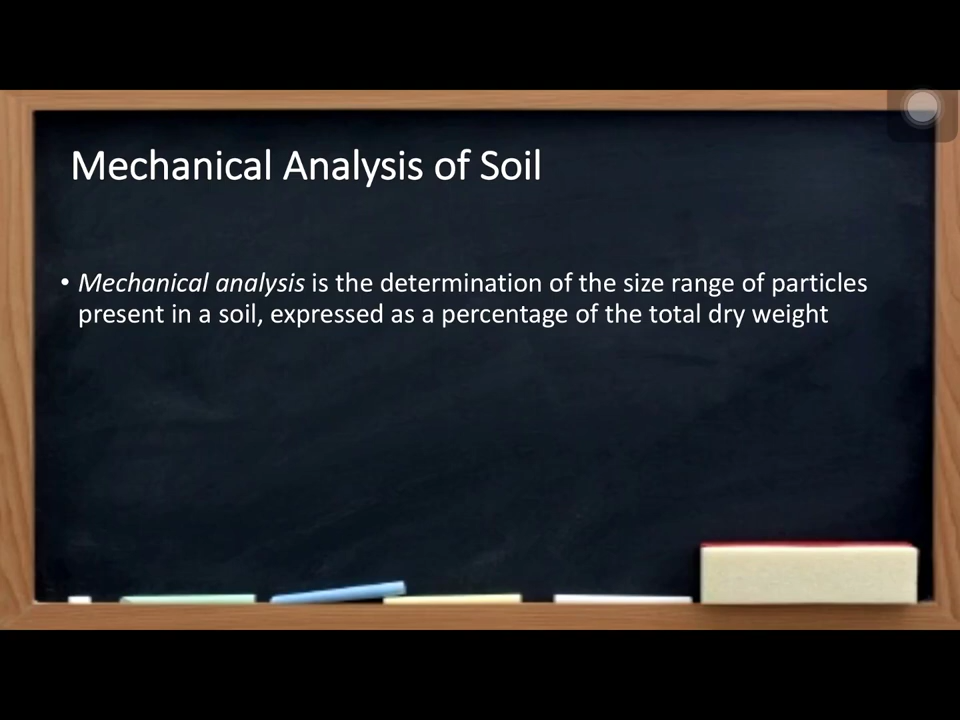 Mechanical Analysis of Soil
• Mechanical analysis is the determination of the size range of particles
present in a soil, expressed as a percentage of the total dry weight